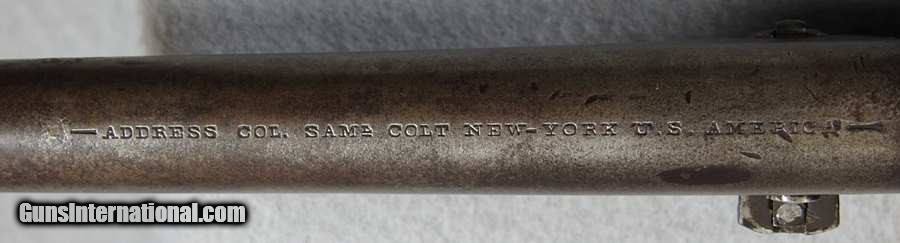 ADDRESS COL. SAML COLT NEW-YORK U.S. AMERICA
GunsInternational.com